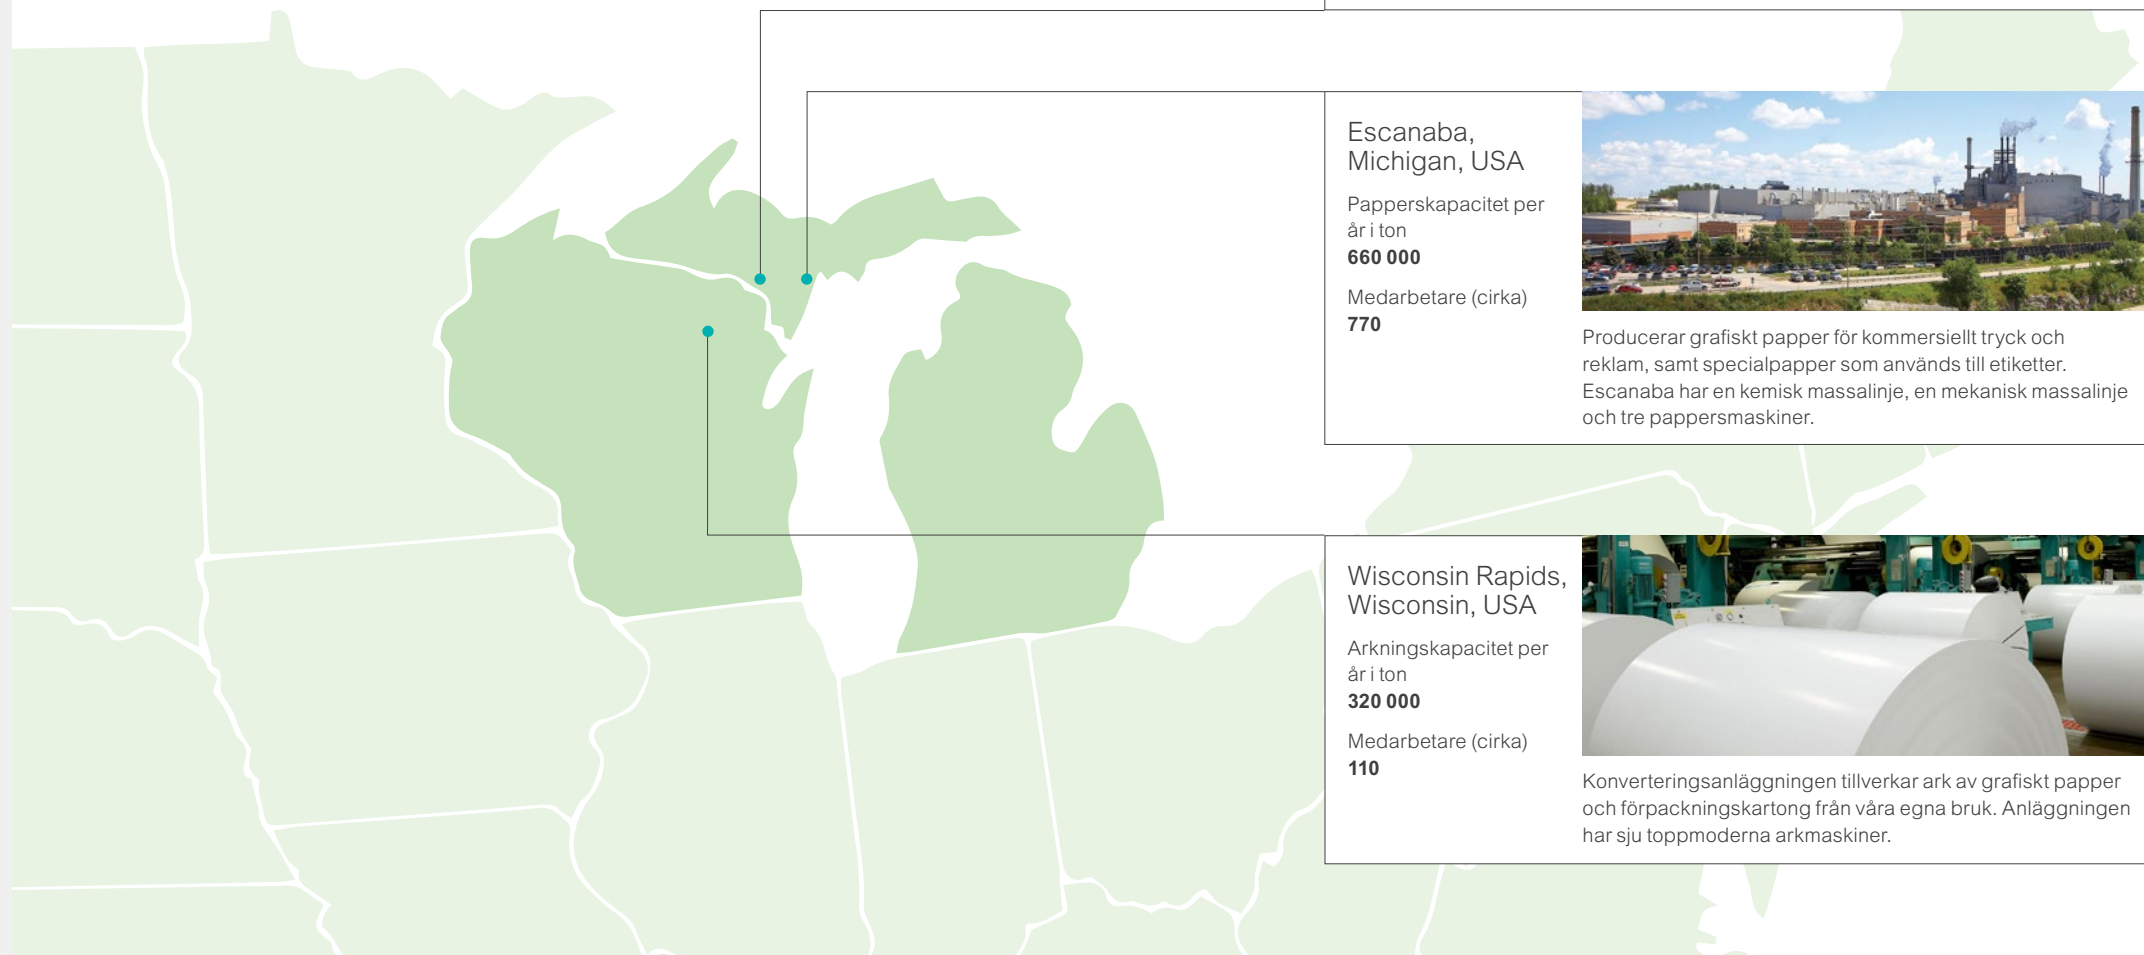 Escanaba,
Michigan, USA
Papperskapacitet per
år i ton
660 000
Medarbetare (cirka)
770
Producerar grafiskt papper för kommersiellt tryck och
reklam, samt specialpapper som används till etiketter.
Escanaba har en kemisk massalinje, en mekanisk massalinje
och tre pappersmaskiner.
Wisconsin Rapids,
Wisconsin, USA
Arkningskapacitet per
år i ton
320 000
Medarbetare (cirka)
110
Konverteringsanläggningen tillverkar ark av grafiskt papper
och förpackningskartong från våra egna bruk. Anläggningen
har sju toppmoderna arkmaskiner.